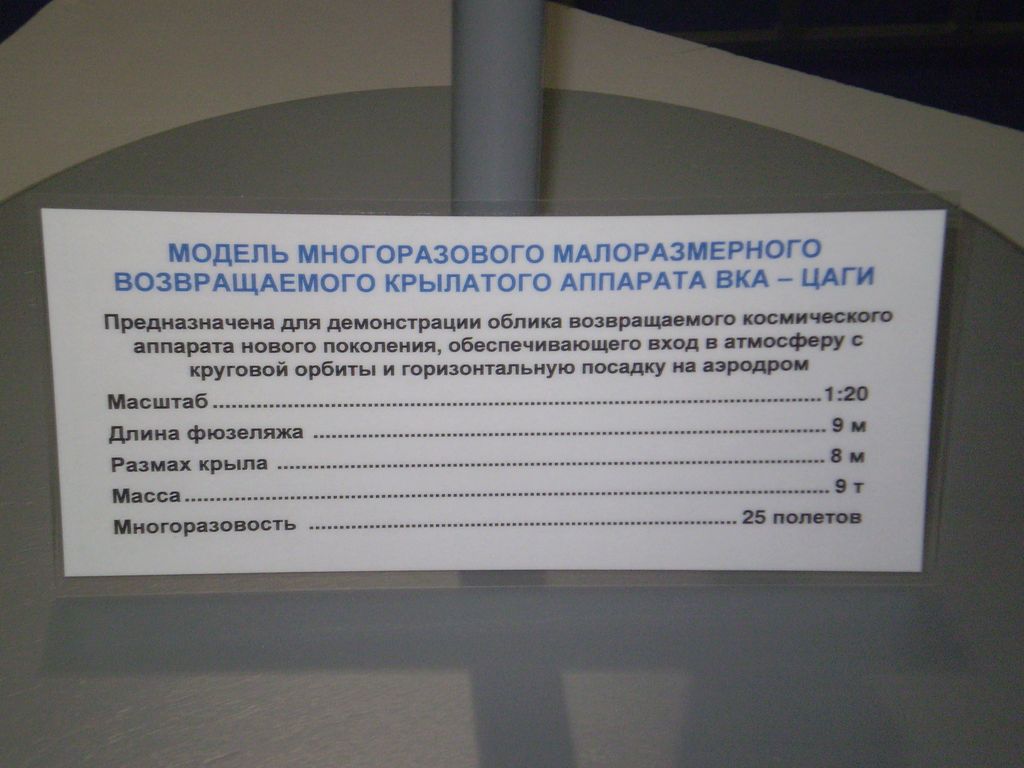 МОДЕЛЬ МНОГОРАЗОВОГО МАЛОРАЗМЕРНОГО
ВОЗВРАЩАЕМОГО КРЫЛАТОГО АППАРАТА ВКА – ЦАГИ
Предназначена для демонстрации облика возвращаемого космического
аппарата нового поколения, обеспечивающего вход в атмосферу с
круговой орбиты и горизонтальную посадку на аэродром
Масштаб ........................................ 1:20
Длина фюзеляжа ........................................ 9 м
Размах крыла ........................................ 8 м
Масса ........................................ 9 т
Многоразовость ........................................ 25 полетов